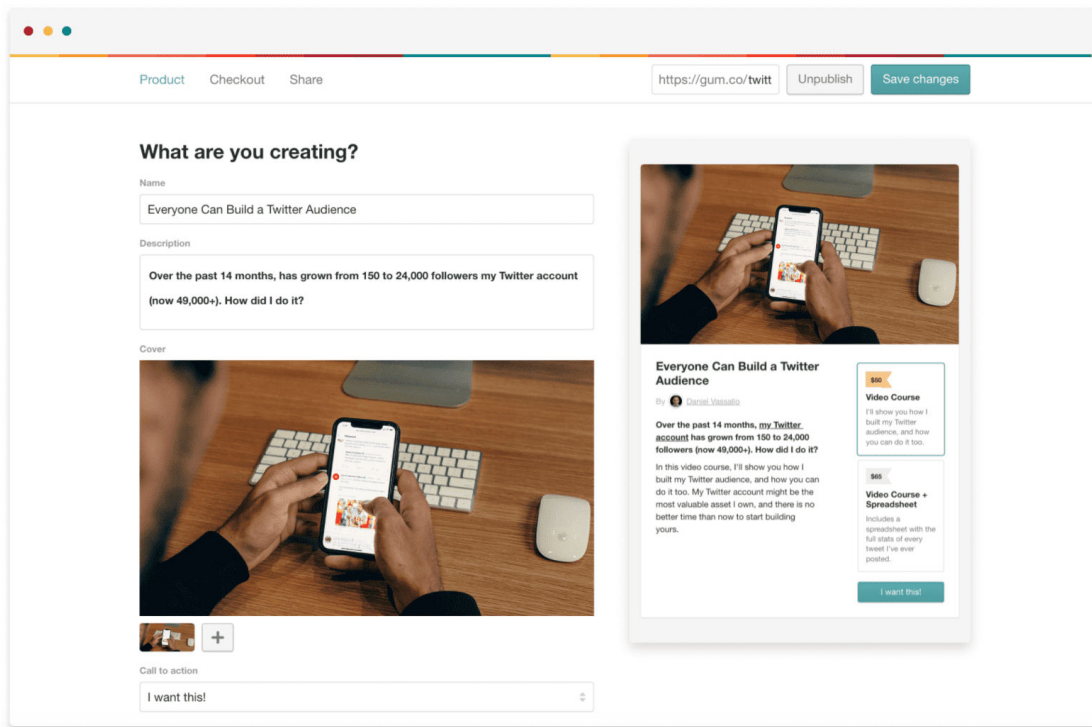 Product Checkout Share https://gum.co/twitt Unpublish Save changes
What are you creating?
Name
Everyone Can Build a Twitter Audience
Description
Over the past 14 months, has grown from 150 to 24,000 followers my Twitter account
(now 49,000+). How did I do it?
Cover
+
Call to action
I want this!
Everyone Can Build a Twitter
Audience
By Daniel Vassallo
Over the past 14 months, my Twitter
account has grown from 150 to 24,000
followers (now 49,000+). How did I do it?
In this video course, I'll show you how I
built my Twitter audience, and how you can
do it too. My Twitter account might be the
most valuable asset I own, and there is no
better time than now to start building
yours.
$50
Video Course
I'll show you how I
built my Twitter
audience, and how
you can do it too.
$65
Video Course +
Spreadsheet
Includes a
spreadsheet with the
full stats of every
tweet I've ever
posted.
I want this!